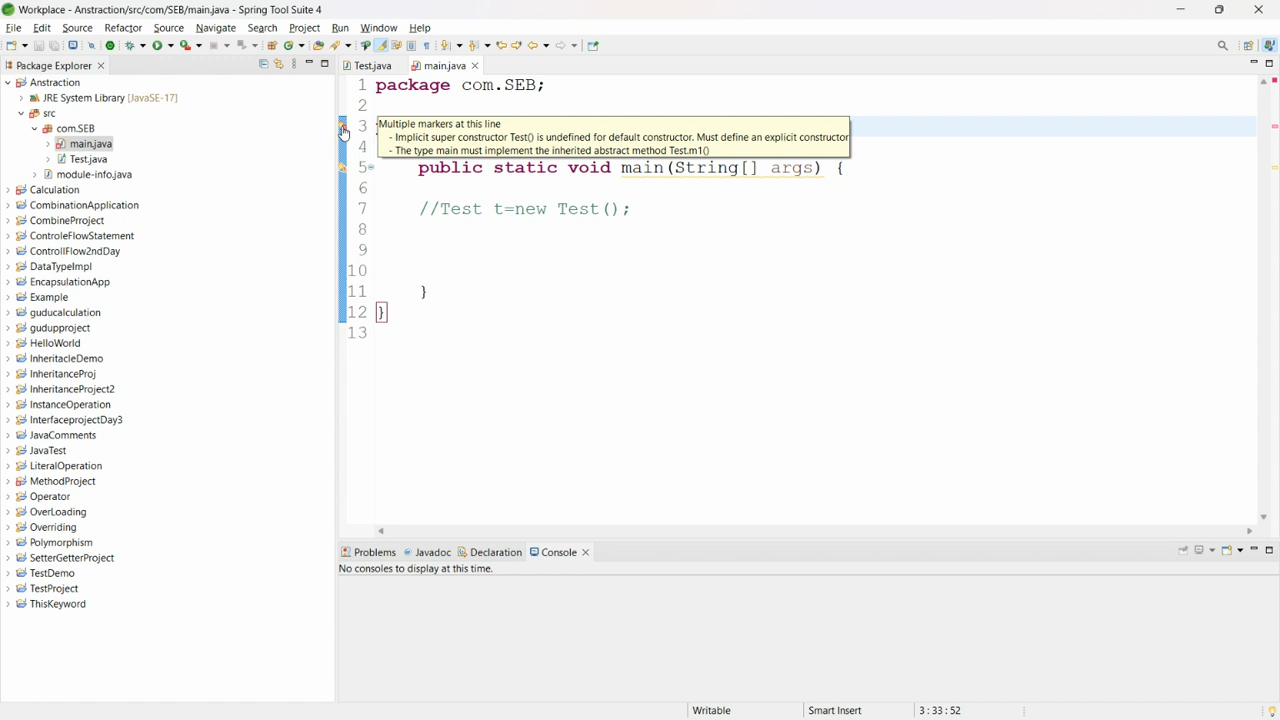 Workplace - Anstraction/src/com/SEB/main.java - Spring Tool Suite 4
File Edit Source Refactor Source Navigate Search Project Run Window Help
Package Explorer
Anstraction
JRE System Library [JavaSE-17]
src
com.SEB
main.java
Test.java
module-info.java
Calculation
CombinationApplication
CombinePrroject
ControleFlowStatement
ControllFlow2ndDay
DataTypeImpl
EncapsulationApp
Example
guducalculation
gudupproject
HelloWorld
InheritacleDemo
InheritanceProj
InheritanceProject2
InstanceOperation
InterfaceprojectDay3
JavaComments
JavaTest
LiteralOperation
MethodProject
Operator
OverLoading
Overriding
Polymorphism
SetterGetterProject
TestDemo
TestProject
ThisKeyword
Test.java main.java
1 package com.SEB;
2
3
Multiple markers at this line
- Implicit super constructor Test() is undefined for default constructor. Must define an explicit constructor
- The type main must implement the inherited abstract method Test.m1()
4
5 public static void main(String[] args) {
6
7 //Test t=new Test();
8
9
10
11 }
12 }
13
Problems Javadoc Declaration Console
No consoles to display at this time.
Writable Smart Insert 3 : 33 : 52